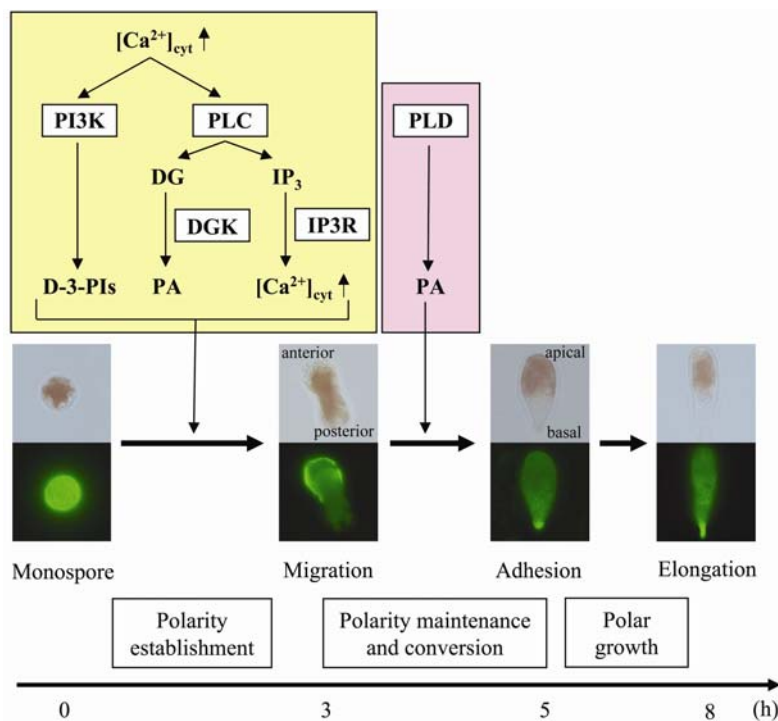 [Ca²⁺]cyt ↑
PI3K PLC PLD
DG IP₃
DGK IP3R
D-3-PIs PA [Ca²⁺]cyt ↑ PA
anterior apical
posterior basal
Monospore Migration Adhesion Elongation
Polarity establishment
Polarity maintenance and conversion
Polar growth
0 3 5 8 (h)